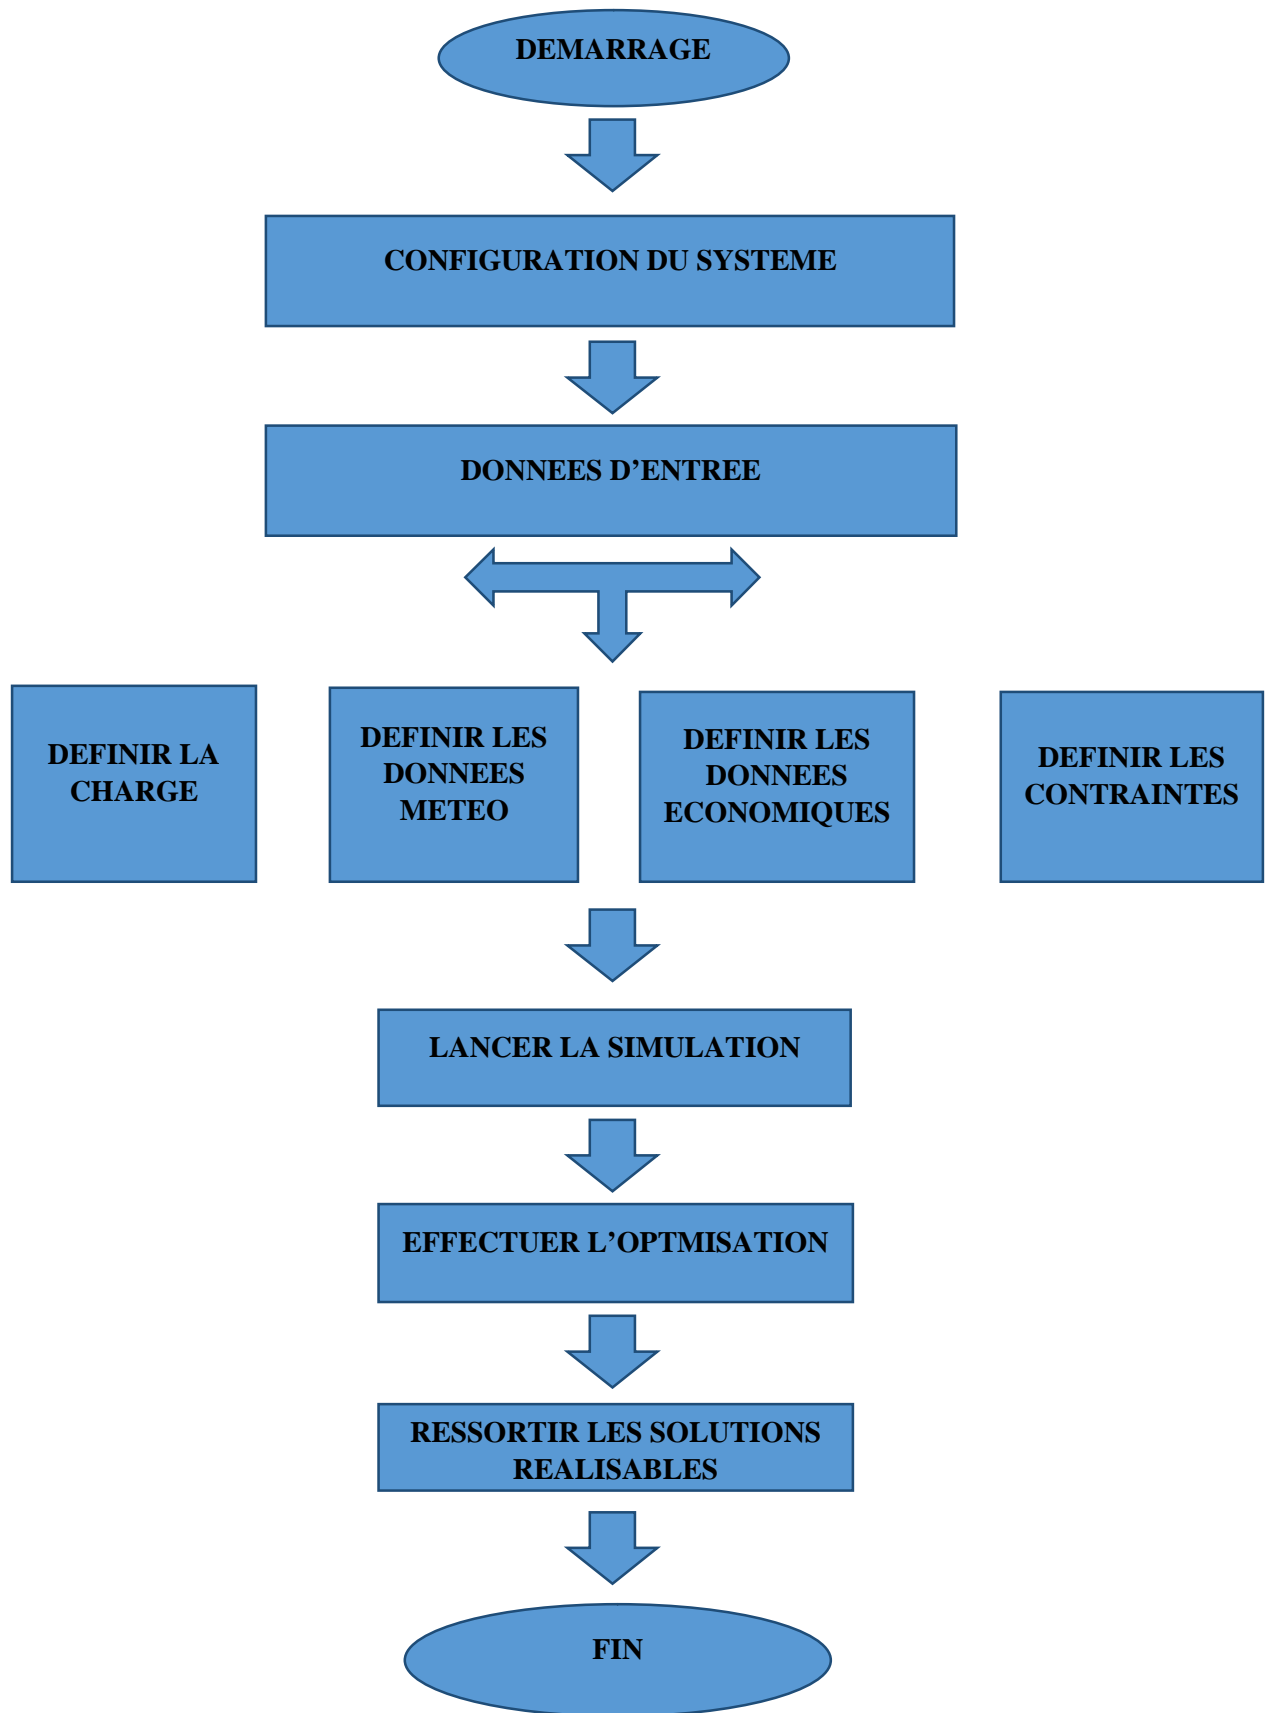 DEMARRAGE
CONFIGURATION DU SYSTEME
DONNEES D’ENTREE
DEFINIR LA
CHARGE
DEFINIR LES
DONNEES
METEO
DEFINIR LES
DONNEES
ECONOMIQUES
DEFINIR LES
CONTRAINTES
LANCER LA SIMULATION
EFFECTUER L’OPTMISATION
RESSORTIR LES SOLUTIONS
REALISABLES
FIN